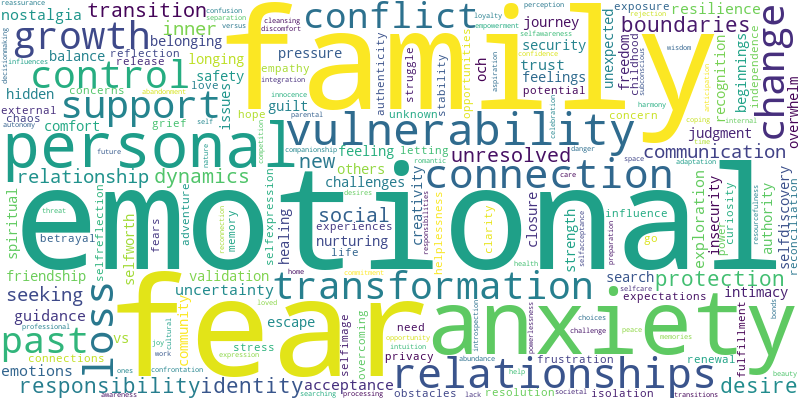 nostalgia
transition
reassurance
confusion
separation
versus
cleansing
discomfort
conflict
family
loyalty
empowerment
perception
selfawareness
confidence
journey
unexpected
exposure
rejection
resilience
wisdom
boundaries
change
growth
inner
belonging
balance
reflection
release
longing
pressure
empathy
integration
authenticity
struggle
stability
och
opportunities
aspiration
security
trust
feelings
potential
freedom
childhood
subconscious
recognition
anticipation
beginnings
independence
overwhelm
decisionmaking
influences
control
concerns
hidden
safety
love
issues
guilt
innocence
abandonment
external
chaos
support
comfort
grief
self
hope
competition
parental
celebration
unknown
concern
harmony
coping
internal
judgment
time
autonomy
future
nature
vulnerability
personal
relationship
dynamics
new
others
feeling
companionship
letting
romantic
unresolved
danger
space
communication
adaptation
challenges
connection
care
desires
emotional
spiritual
threat
betrayal
selfreflection
adventure
fears
selfworth
reconnection
memory
selfexpression
healing
social
experiences
nurturing
life
creativity
responsibilities
helplessness
clarity
closure
selfacceptance
strength
preparation
influence
go
exploration
power
insecurity
curiosity
resourcefulness
authority
selfdiscovery
reconciliation
friendship
validation
home
transformation
health
search
protection
selfcare
seeking
uncertainty
community
commitment
loved
fear
anxiety
expectations
intimacy
guidance
vs
past
loss
escape
professional
connections
joy
cultural
work
stress
expression
selfimage
need
overcoming
opportunity
privacy
intuition
abundance
introspection
powerlessness
choices
challenge
peace
memories
frustration
fulfillment
renewal
bonds
emotions
ones
confrontation
relationships
help
beauty
desire
responsibility
identity
acceptance
awareness
searching
processing
obstacles
lack
resolution
societal
isolation
transitions